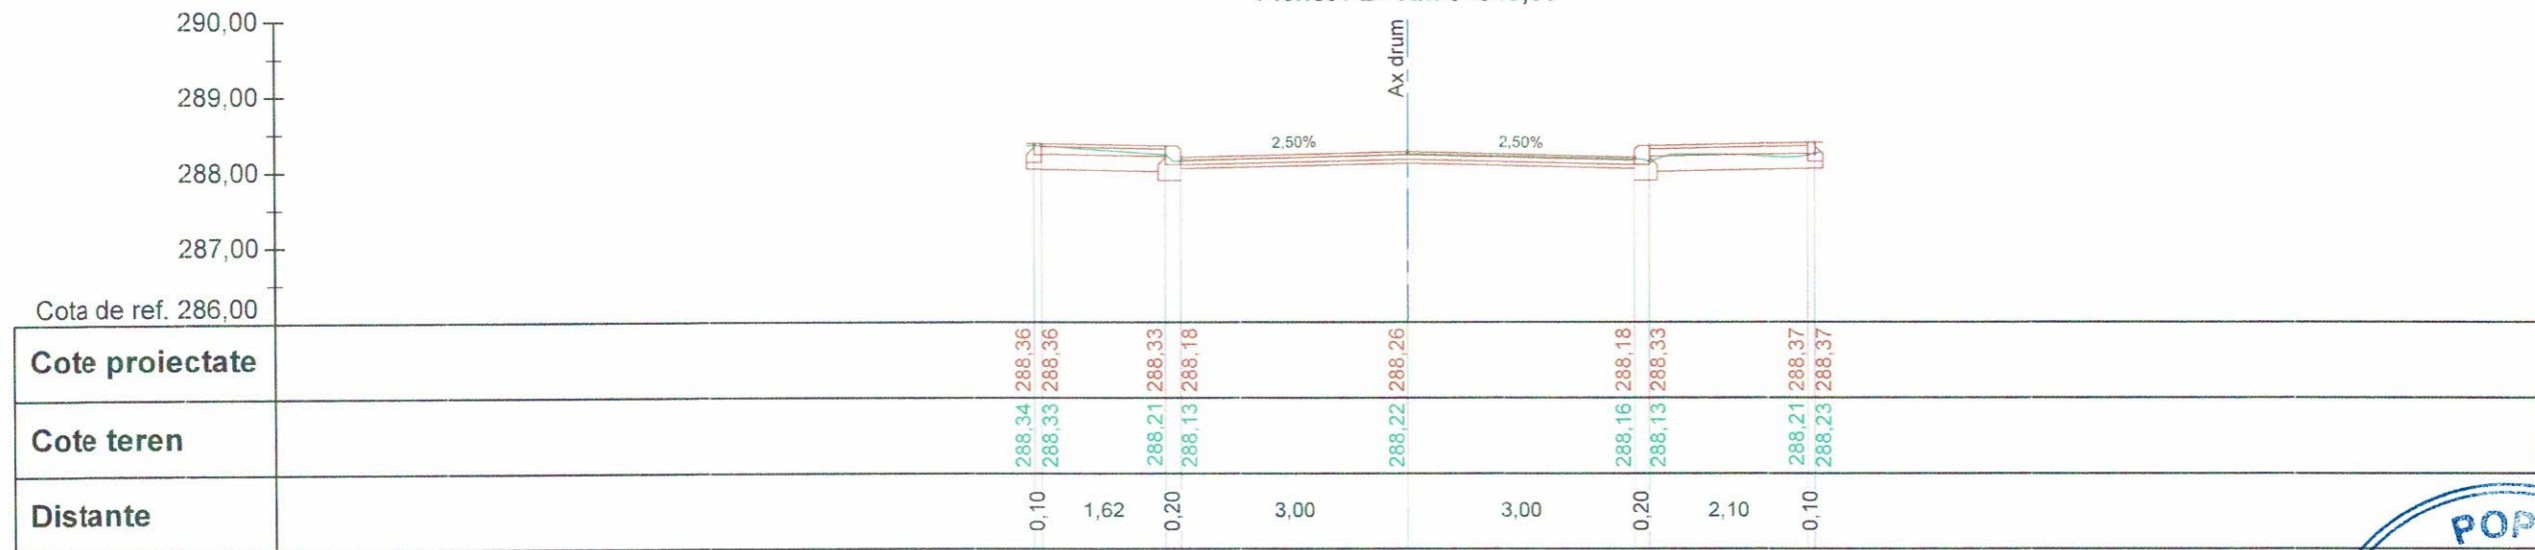 290,00
Ax drum
289,00
2,50% 2,50%
288,00
287,00
Cota de ref. 286,00
Cote proiectate 288,36 288,36 288,33 288,18 288,26 288,18 288,33 288,37 288,37
Cote teren 288,34 288,33 288,21 288,13 288,22 288,16 288,13 288,21 288,23
Distante 0,10 1,62 0,20 3,00 3,00 0,20 2,10 0,10
POP